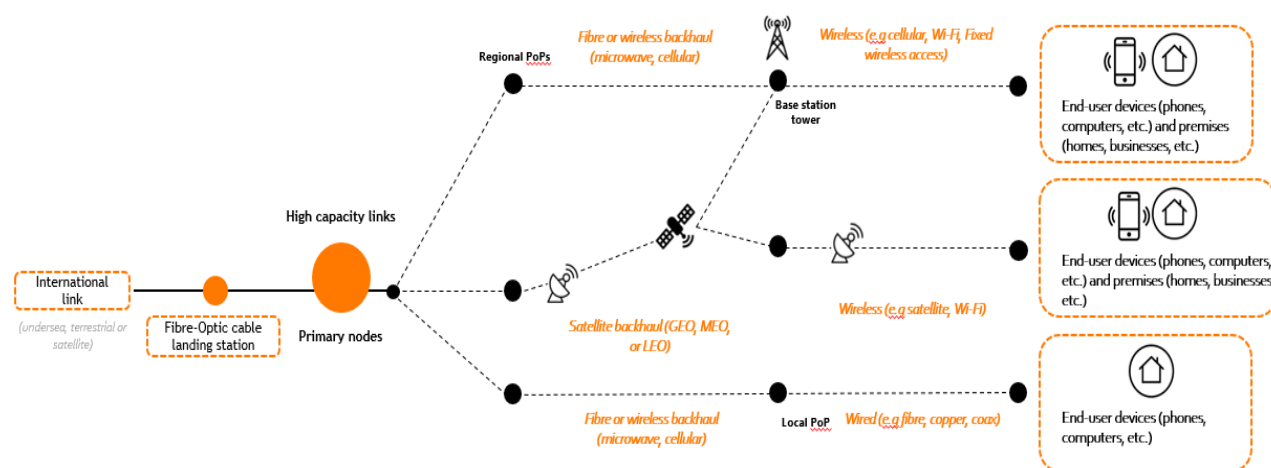 Fibre or wireless backhaul
(microwave, cellular)
Wireless (e.g cellular, Wi-Fi, Fixed
wireless access)
Regional PoPs
Base station
tower
End-user devices (phones,
computers, etc.) and premises
(homes, businesses, etc.)
High capacity links
International
link
(undersea, terrestrial or
satellite)
Fibre-Optic cable
landing station
Primary nodes
Satellite backhaul (GEO, MEO,
or LEO)
Wireless (e.g satellite, Wi-Fi)
End-user devices (phones, computers,
etc.) and premises (homes, businesses
etc.)
Fibre or wireless backhaul
(microwave, cellular)
Local PoP
Wired (e.g fibre, copper, coax)
End-user devices (phones,
computers, etc.)